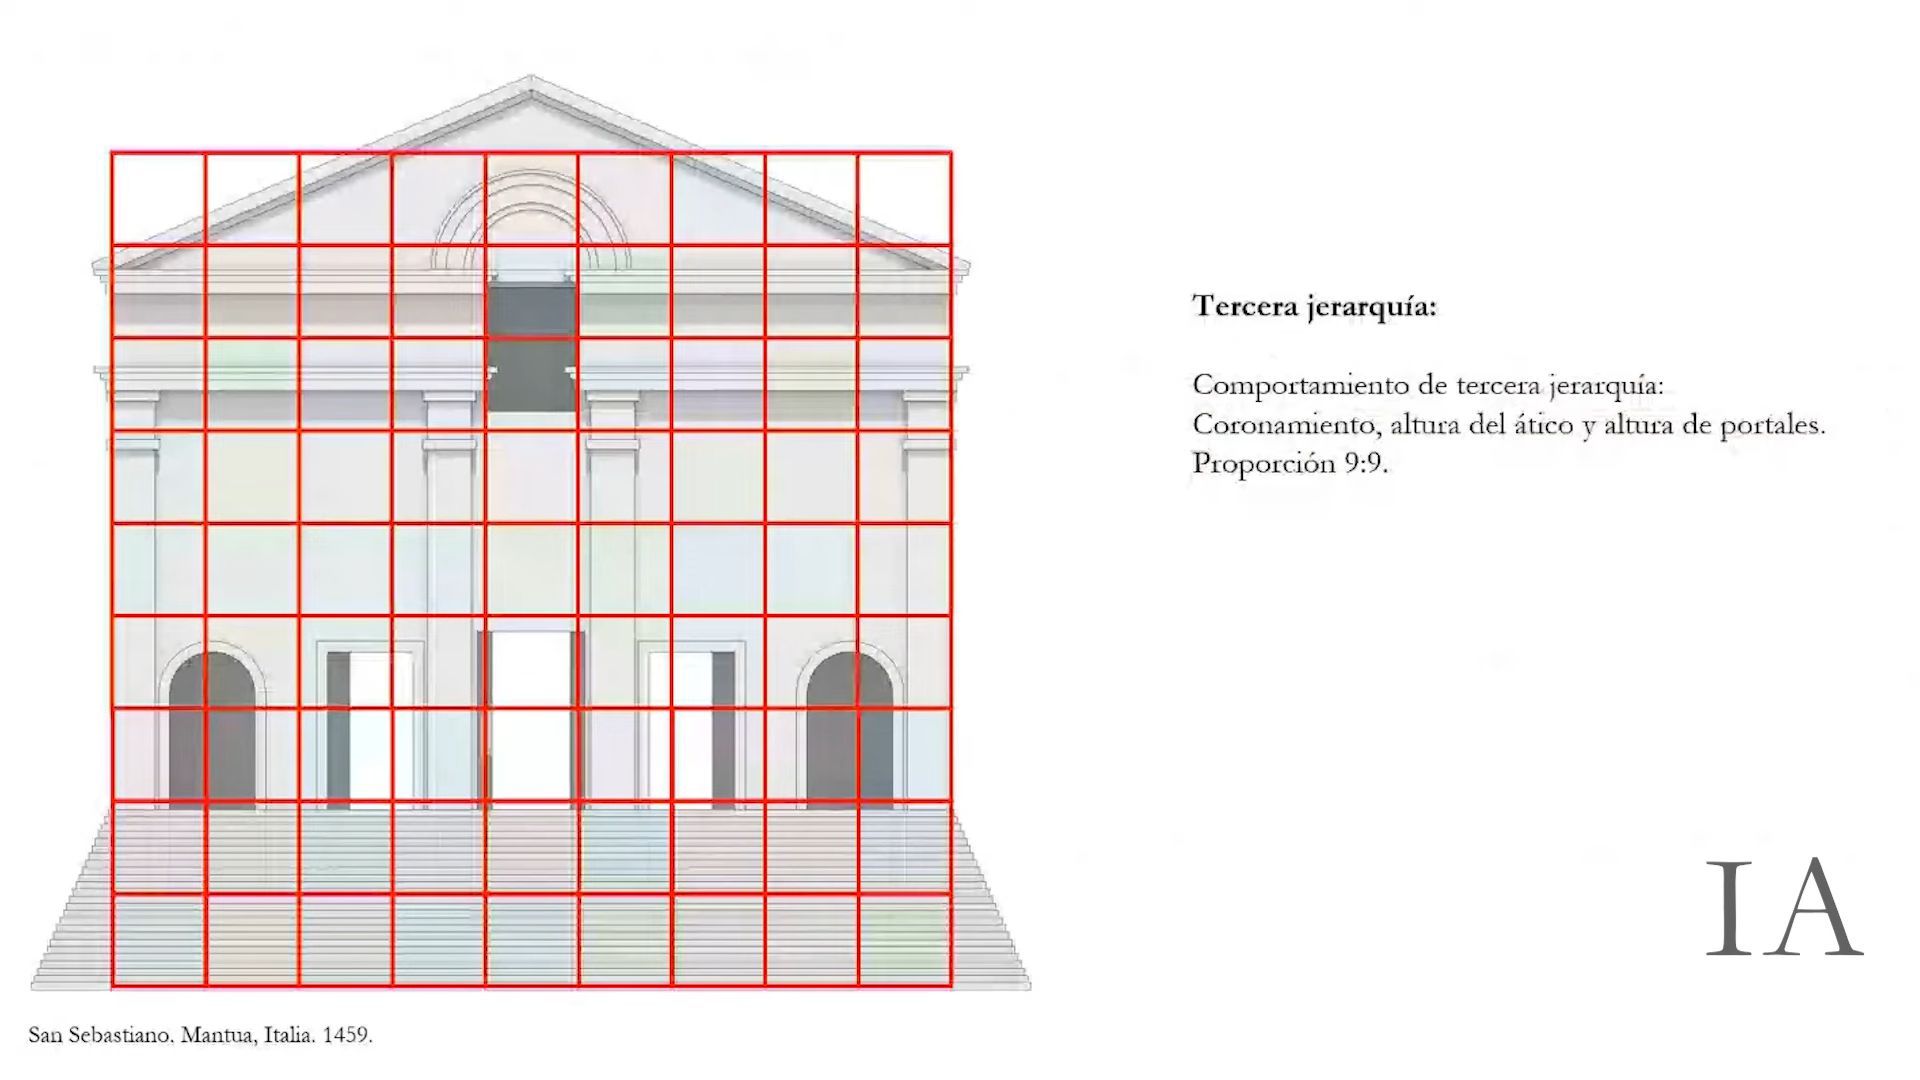 Tercera jerarquía:
Comportamiento de tercera jerarquía:
Coronamiento, altura del ático y altura de portales.
Proporción 9:9.
IA
San Sebastiano. Mantua, Italia. 1459.